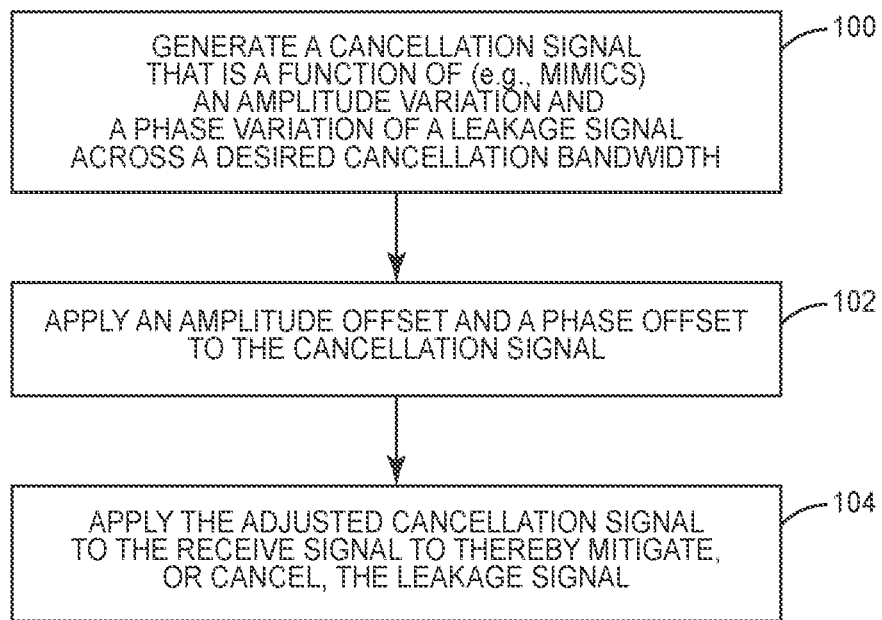 GENERATE A CANCELLATION SIGNAL
THAT IS A FUNCTION OF (e.g., MIMICS)
AN AMPLITUDE VARIATION AND
A PHASE VARIATION OF A LEAKAGE SIGNAL
ACROSS A DESIRED CANCELLATION BANDWIDTH
100
APPLY AN AMPLITUDE OFFSET AND A PHASE OFFSET
TO THE CANCELLATION SIGNAL
102
APPLY THE ADJUSTED CANCELLATION SIGNAL
TO THE RECEIVE SIGNAL TO THEREBY MITIGATE,
OR CANCEL, THE LEAKAGE SIGNAL
104